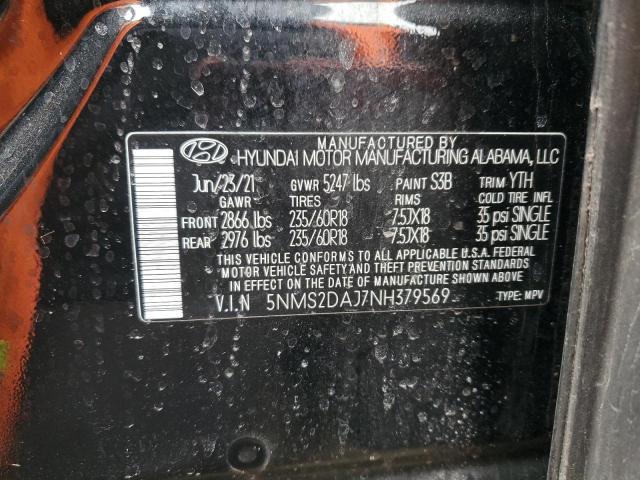 MANUFACTURED BY
HYUNDAI MOTOR MANUFACTURING ALABAMA, LLC
Jun/23/21 GVWR 5247 lbs PAINT S3B TRIM YTH
GAWR TIRES RIMS COLD TIRE INFL
FRONT 2866 lbs 235/60R18 7.5JX18 35 psi SINGLE
REAR 2976 lbs 235/60R18 7.5JX18 35 psi SINGLE
THIS VEHICLE CONFORMS TO ALL APPLICABLE U.S.A. FEDERAL
MOTOR VEHICLE SAFETY AND THEFT PREVENTION STANDARDS
IN EFFECT ON THE DATE OF MANUFACTURE SHOWN ABOVE.
V.I.N 5NMS2DAJ7NH379569 TYPE: MPV